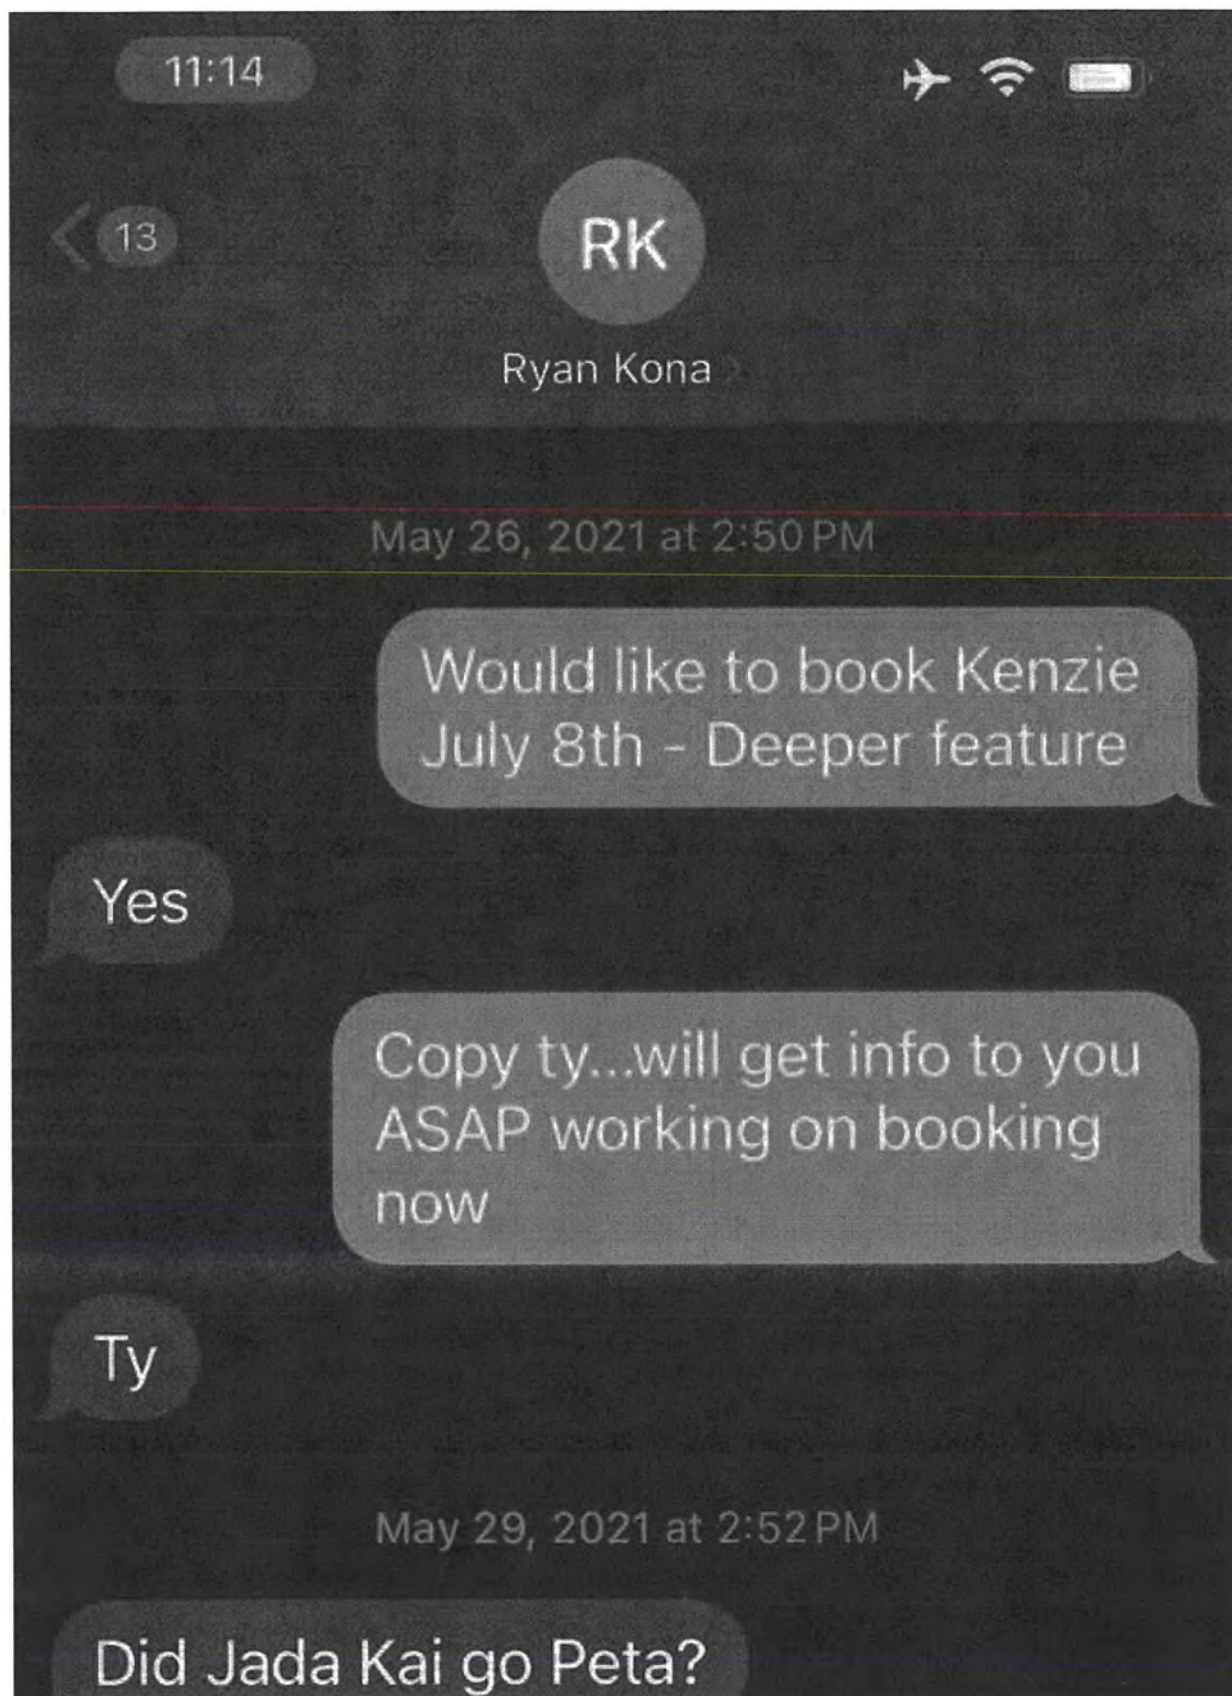 11:14
13
RK
Ryan Kona
May 26, 2021 at 2:50 PM
Would like to book Kenzie
July 8th - Deeper feature
Yes
Copy ty...will get info to you
ASAP working on booking
now
Ty
May 29, 2021 at 2:52 PM
Did Jada Kai go Peta?